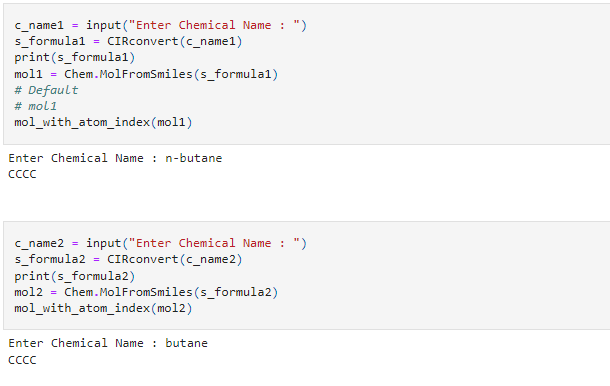 c_name1 = input("Enter Chemical Name : ")
s_formula1 = CIRconvert(c_name1)
print(s_formula1)
mol1 = Chem.MolFromSmiles(s_formula1)
# Default
# mol1
mol_with_atom_index(mol1)
Enter Chemical Name : n-butane
CCCC
c_name2 = input("Enter Chemical Name : ")
s_formula2 = CIRconvert(c_name2)
print(s_formula2)
mol2 = Chem.MolFromSmiles(s_formula2)
mol_with_atom_index(mol2)
Enter Chemical Name : butane
CCCC